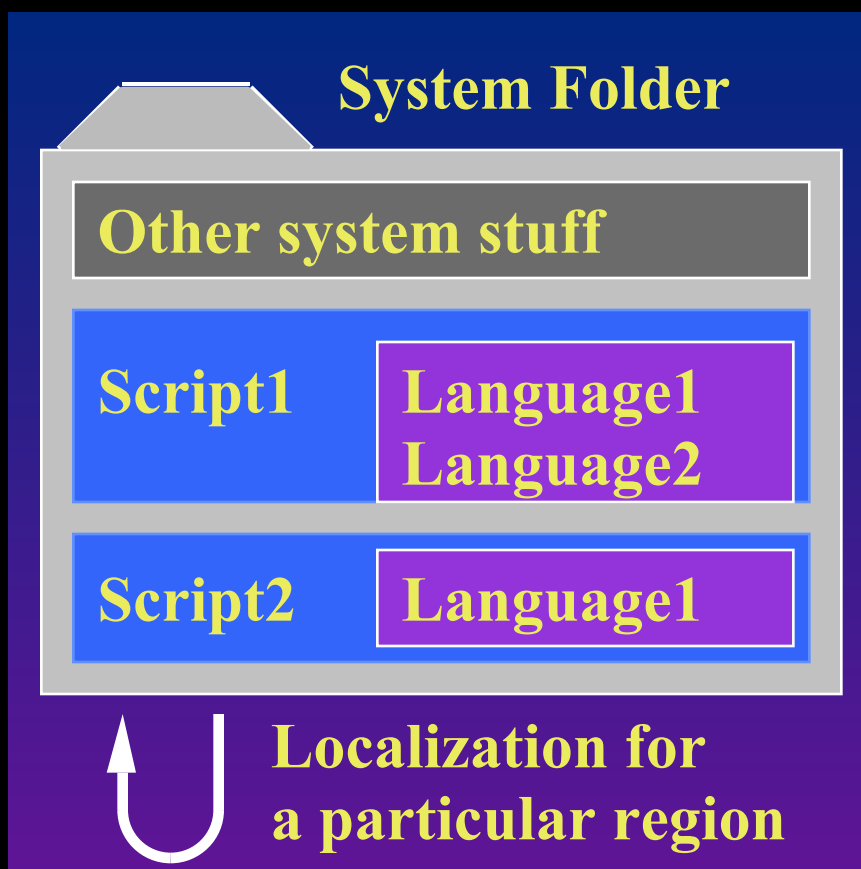 System Folder
Other system stuff
Script1
Language1
Language2
Script2
Language1
Localization for
a particular region